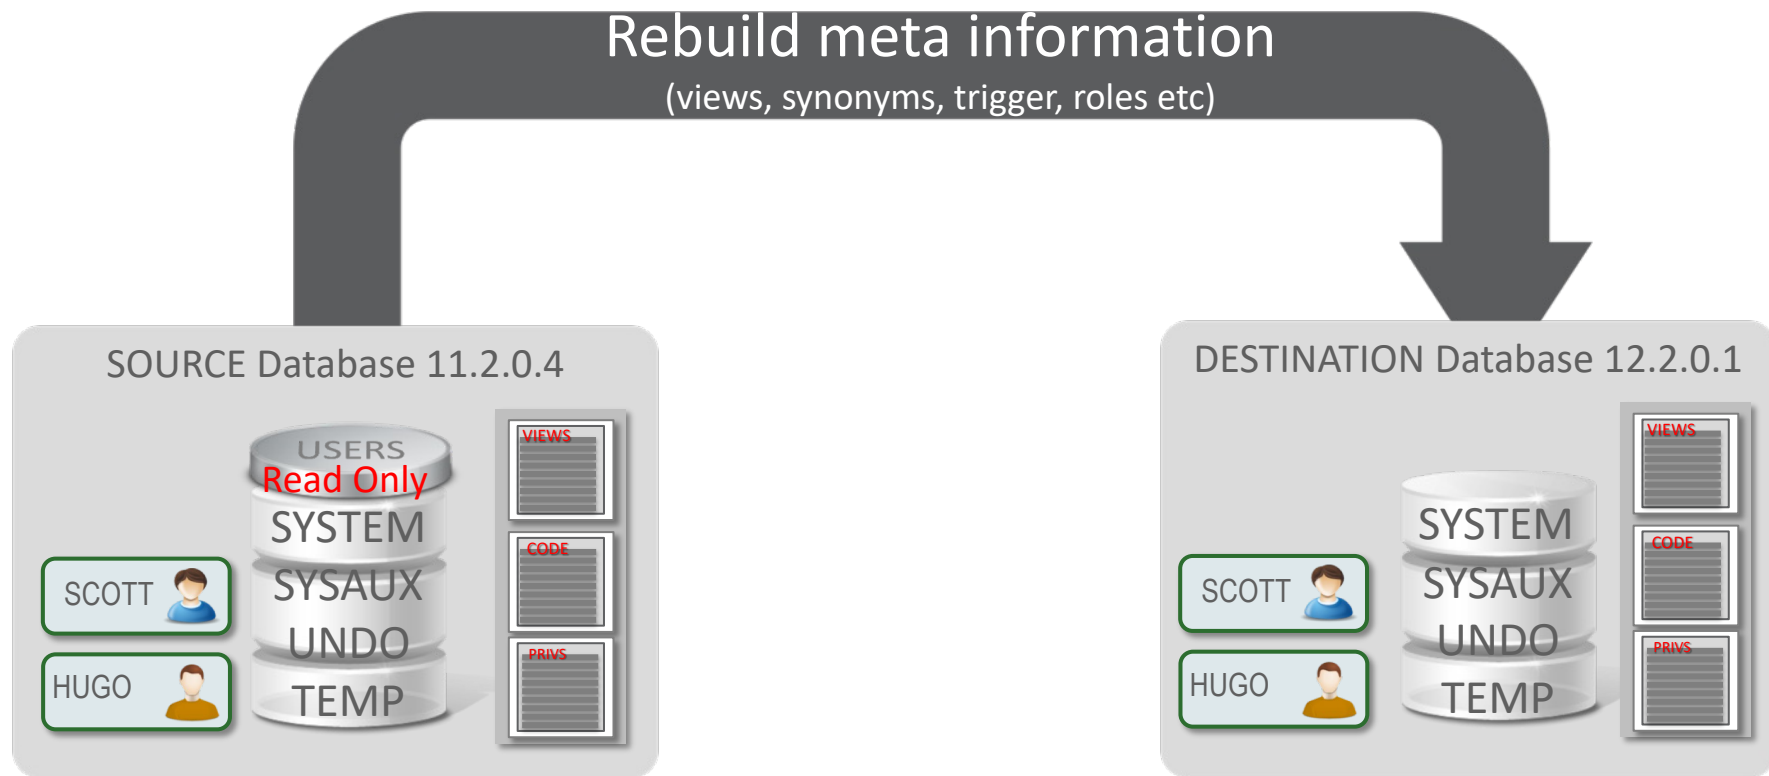 Rebuild meta information
(views, synonyms, trigger, roles etc)
SOURCE Database 11.2.0.4
USERS
Read Only
SYSTEM
SYSAUX
UNDO
TEMP
SCOTT
HUGO
VIEWS
CODE
PRIVS
DESTINATION Database 12.2.0.1
SYSTEM
SYSAUX
UNDO
TEMP
SCOTT
HUGO
VIEWS
CODE
PRIVS